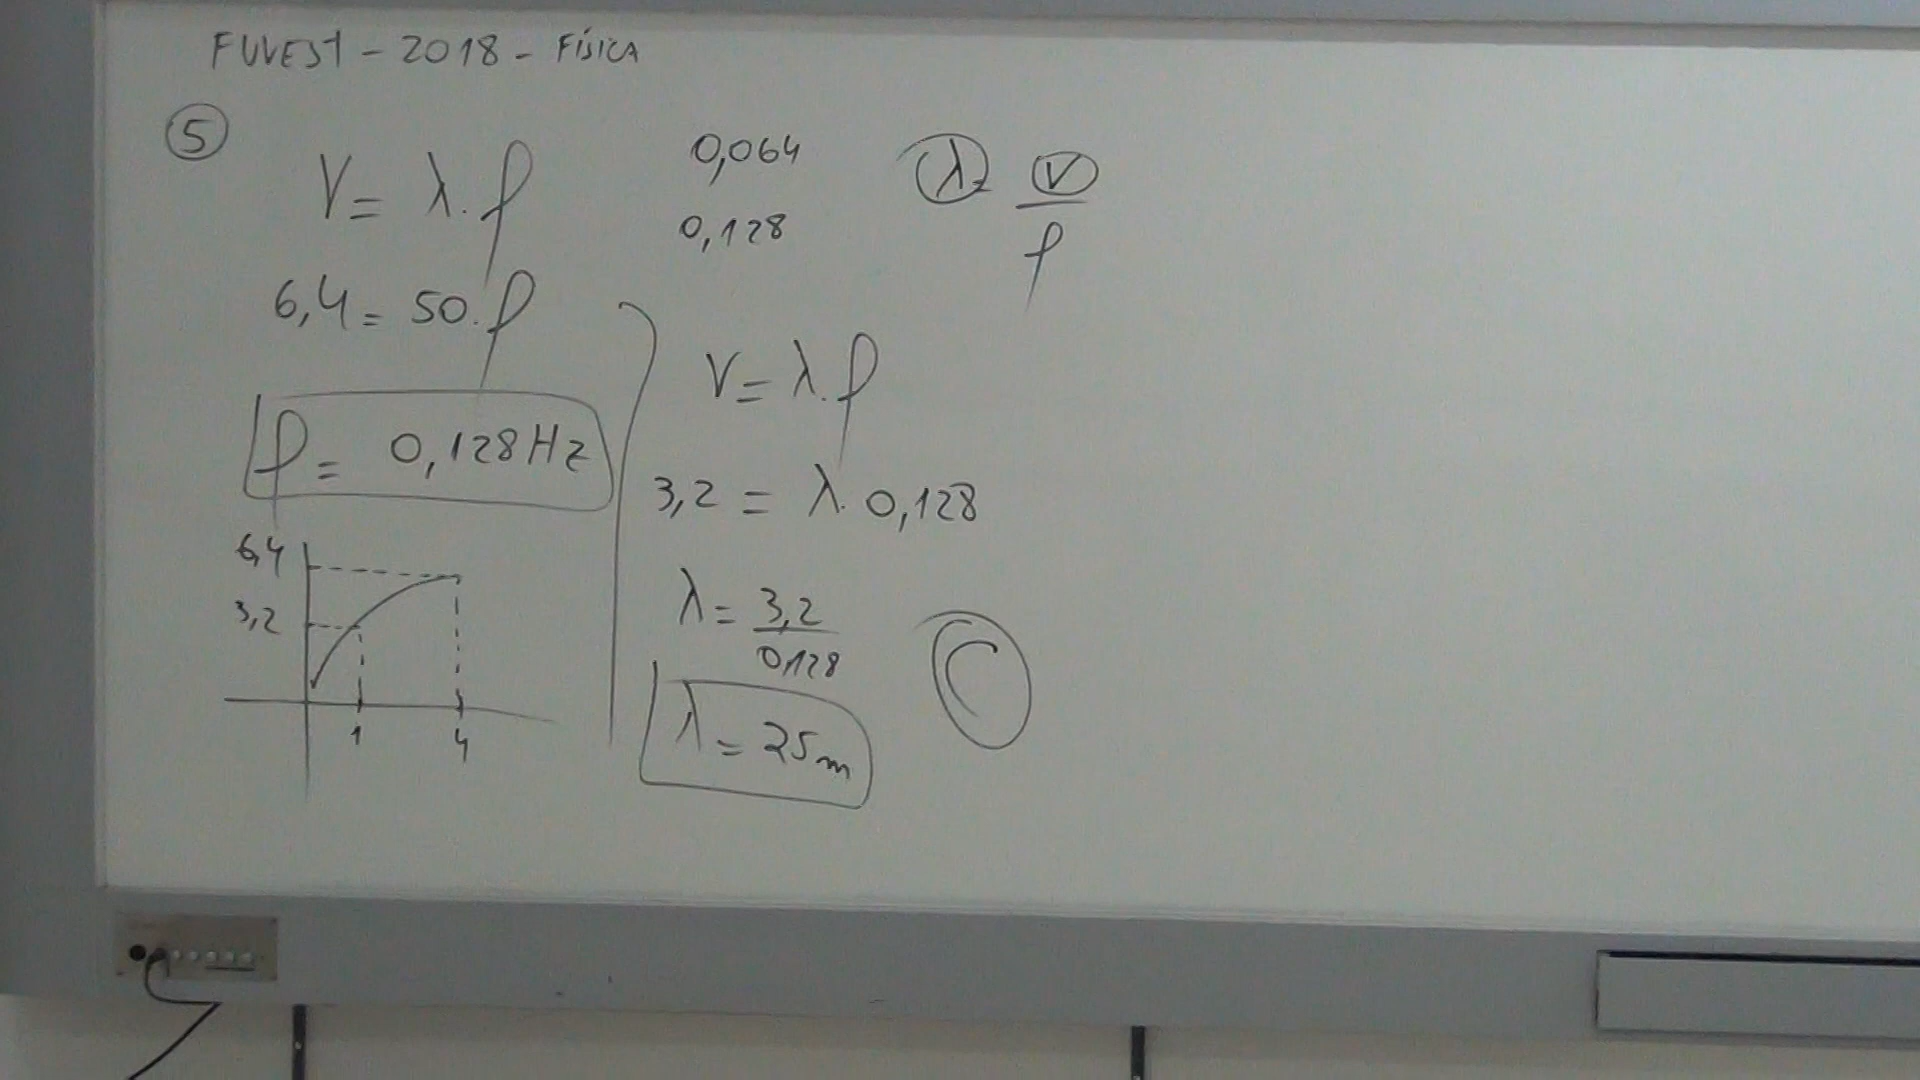 FUVEST - 2018 - FÍSICA
5
V = λ.f
6,4 = 50.f
f = 0,128 Hz
6,4
3,2
1 4
0,064
0,128
V = λ.f
3,2 = λ.0,128
λ = 3,2 / 0,128
λ = 25 m
λ = V / f
C